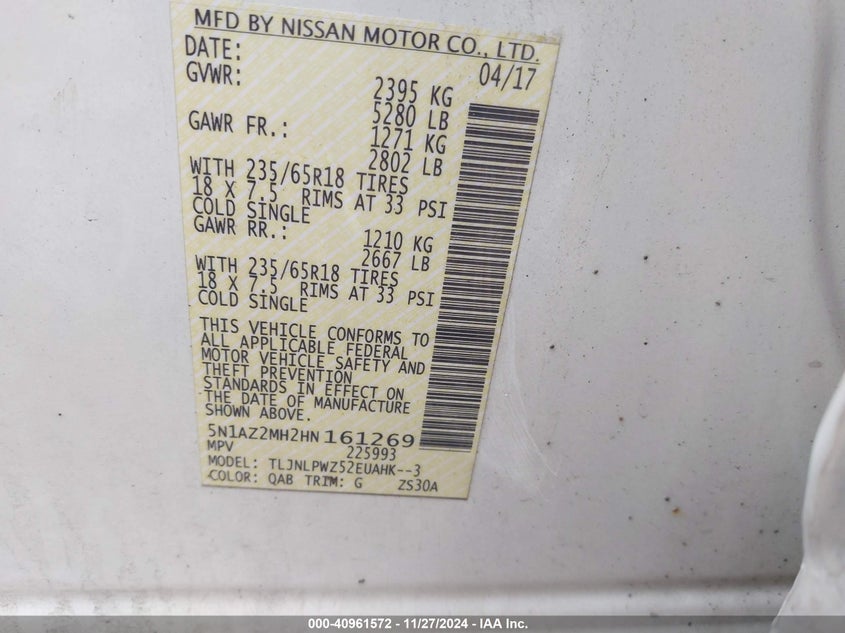 MFD BY NISSAN MOTOR CO., LTD.
DATE: 04/17
GVWR: 2395 KG
5280 LB
GAWR FR.: 1271 KG
2802 LB
WITH 235/65R18 TIRES
18 X 7.5 RIMS AT 33 PSI
COLD SINGLE
GAWR RR.: 1210 KG
2667 LB
WITH 235/65R18 TIRES
18 X 7.5 RIMS AT 33 PSI
COLD SINGLE
THIS VEHICLE CONFORMS TO
ALL APPLICABLE FEDERAL
MOTOR VEHICLE SAFETY AND
THEFT PREVENTION
STANDARDS IN EFFECT ON
THE DATE OF MANUFACTURE
SHOWN ABOVE.
5N1AZ2MH2HN161269
MPV 225993
MODEL: TLJNLPWZ52EUAHK--3
COLOR: QAB TRIM: G ZS30A
000-40961572 - 11/27/2024 - IAA Inc.